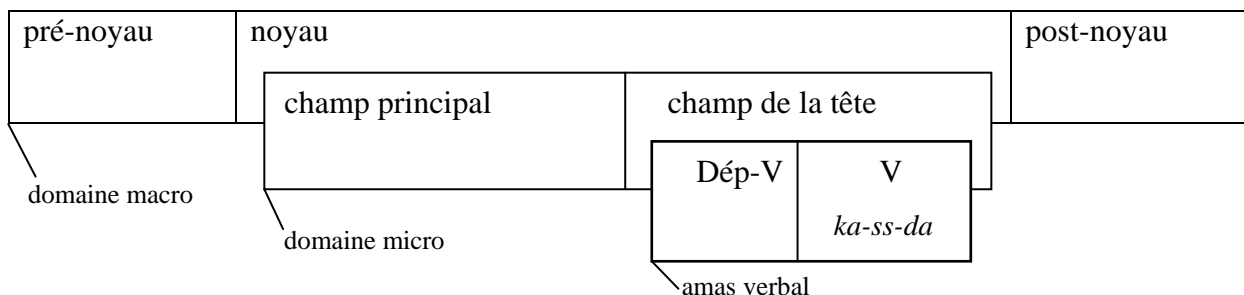 pré-noyau noyau post-noyau
champ principal champ de la tête
Dép-V V
domaine macro
ka-ss-da
domaine micro
amas verbal